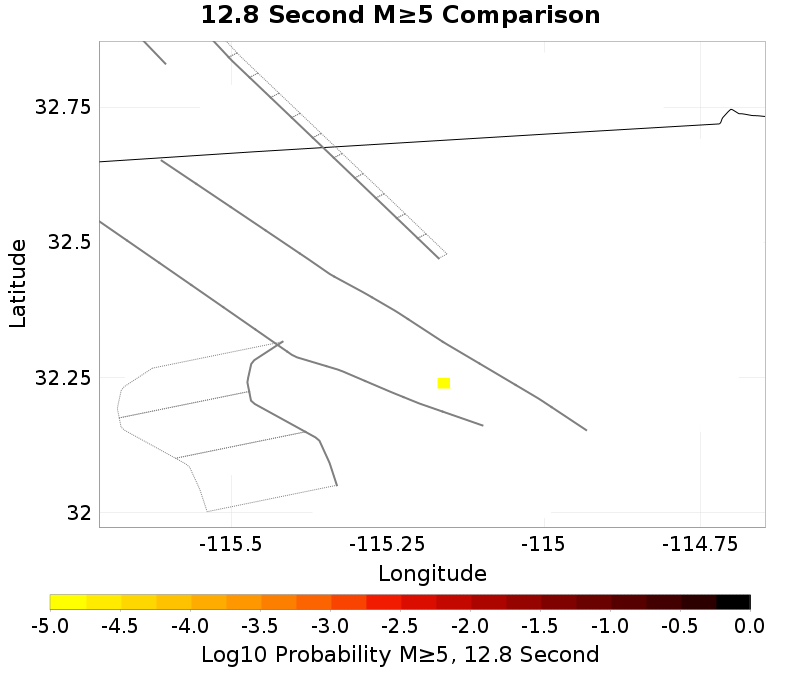 12.8 Second M≥5 Comparison
32.75
32.5
32.25
32
Latitude
-115.5 -115.25 -115 -114.75
Longitude
-5.0 -4.5 -4.0 -3.5 -3.0 -2.5 -2.0 -1.5 -1.0 -0.5 0.0
Log10 Probability M≥5, 12.8 Second